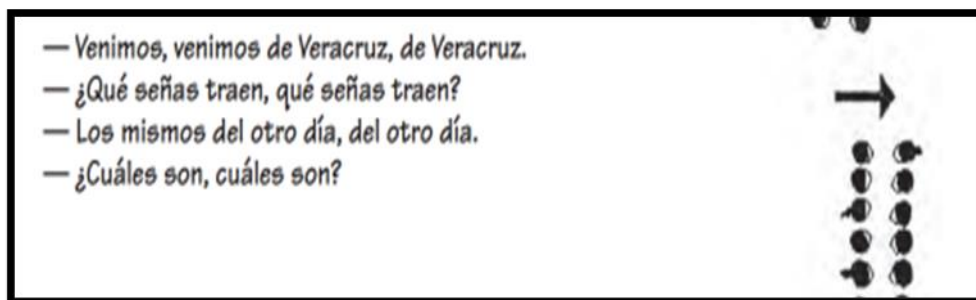 — Venimos, venimos de Veracruz, de Veracruz.
— ¿Qué señas traen, qué señas traen?
— Los mismos del otro día, del otro día.
— ¿Cuáles son, cuáles son?